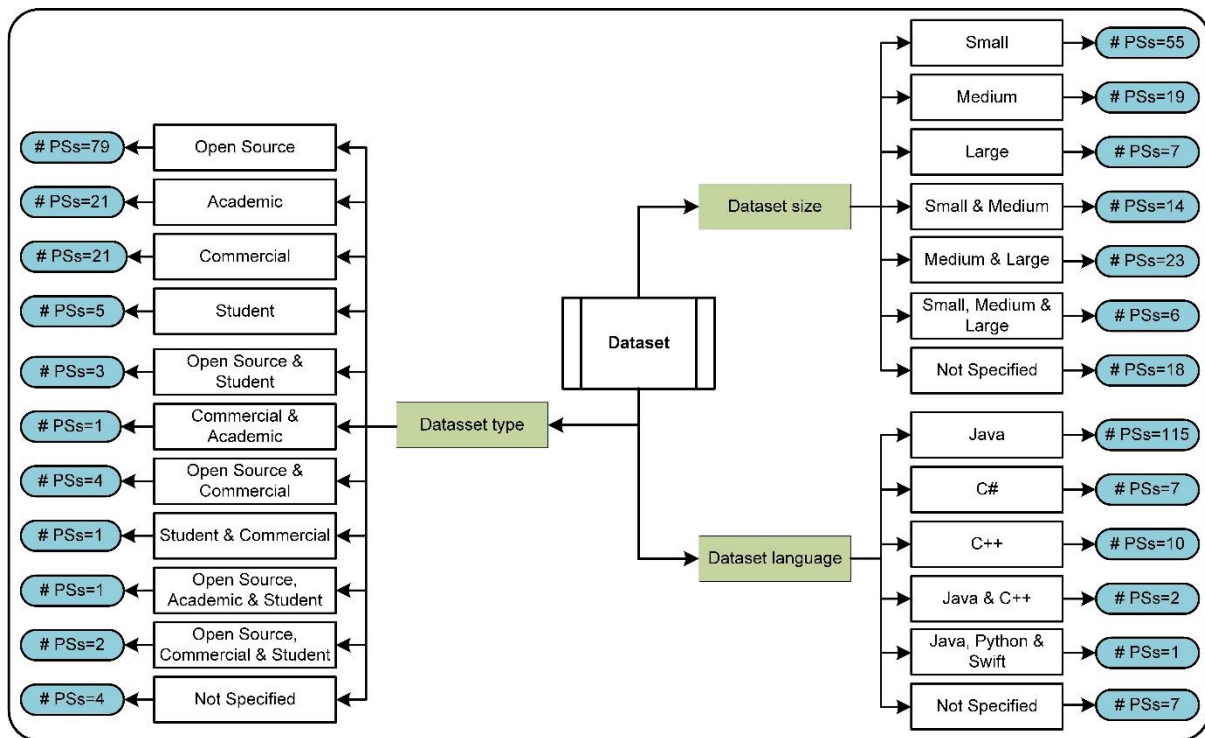 Dataset
Dataset size
Small
# PSs=55
Medium
# PSs=19
Large
# PSs=7
Small & Medium
# PSs=14
Medium & Large
# PSs=23
Small, Medium &
Large
# PSs=6
Not Specified
# PSs=18
Datasset type
# PSs=79
Open Source
# PSs=21
Academic
# PSs=21
Commercial
# PSs=5
Student
# PSs=3
Open Source &
Student
# PSs=1
Commercial &
Academic
# PSs=4
Open Source &
Commercial
# PSs=1
Student & Commercial
# PSs=1
Open Source,
Academic & Student
# PSs=2
Open Source,
Commercial & Student
# PSs=4
Not Specified
Dataset language
Java
# PSs=115
C#
# PSs=7
C++
# PSs=10
Java & C++
# PSs=2
Java, Python &
Swift
# PSs=1
Not Specified
# PSs=7